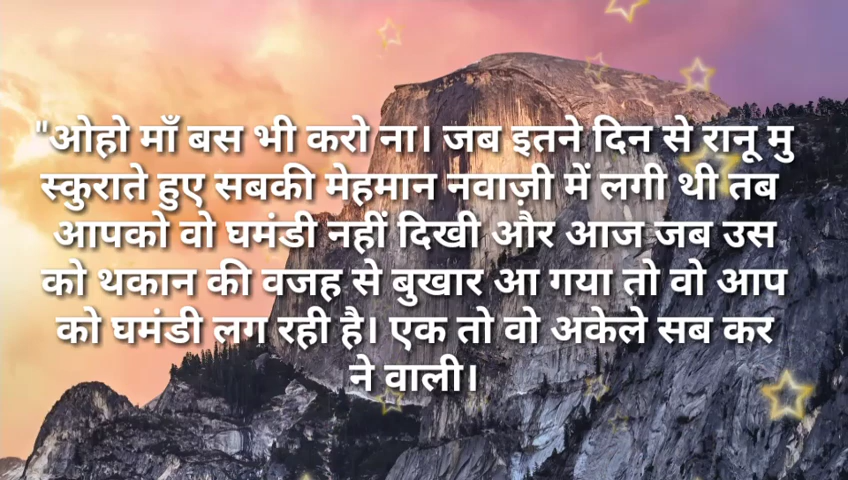 "ओहो माँ बस भी करो ना। जब इतने दिन से रानू मु
स्कुराते हुए सबकी मेहमान नवाज़ी में लगी थी तब
आपको वो घमंडी नहीं दिखी और आज जब उस
को थकान की वजह से बुखार आ गया तो वो आप
को घमंडी लग रही है। एक तो वो अकेले सब कर
ने वाली।